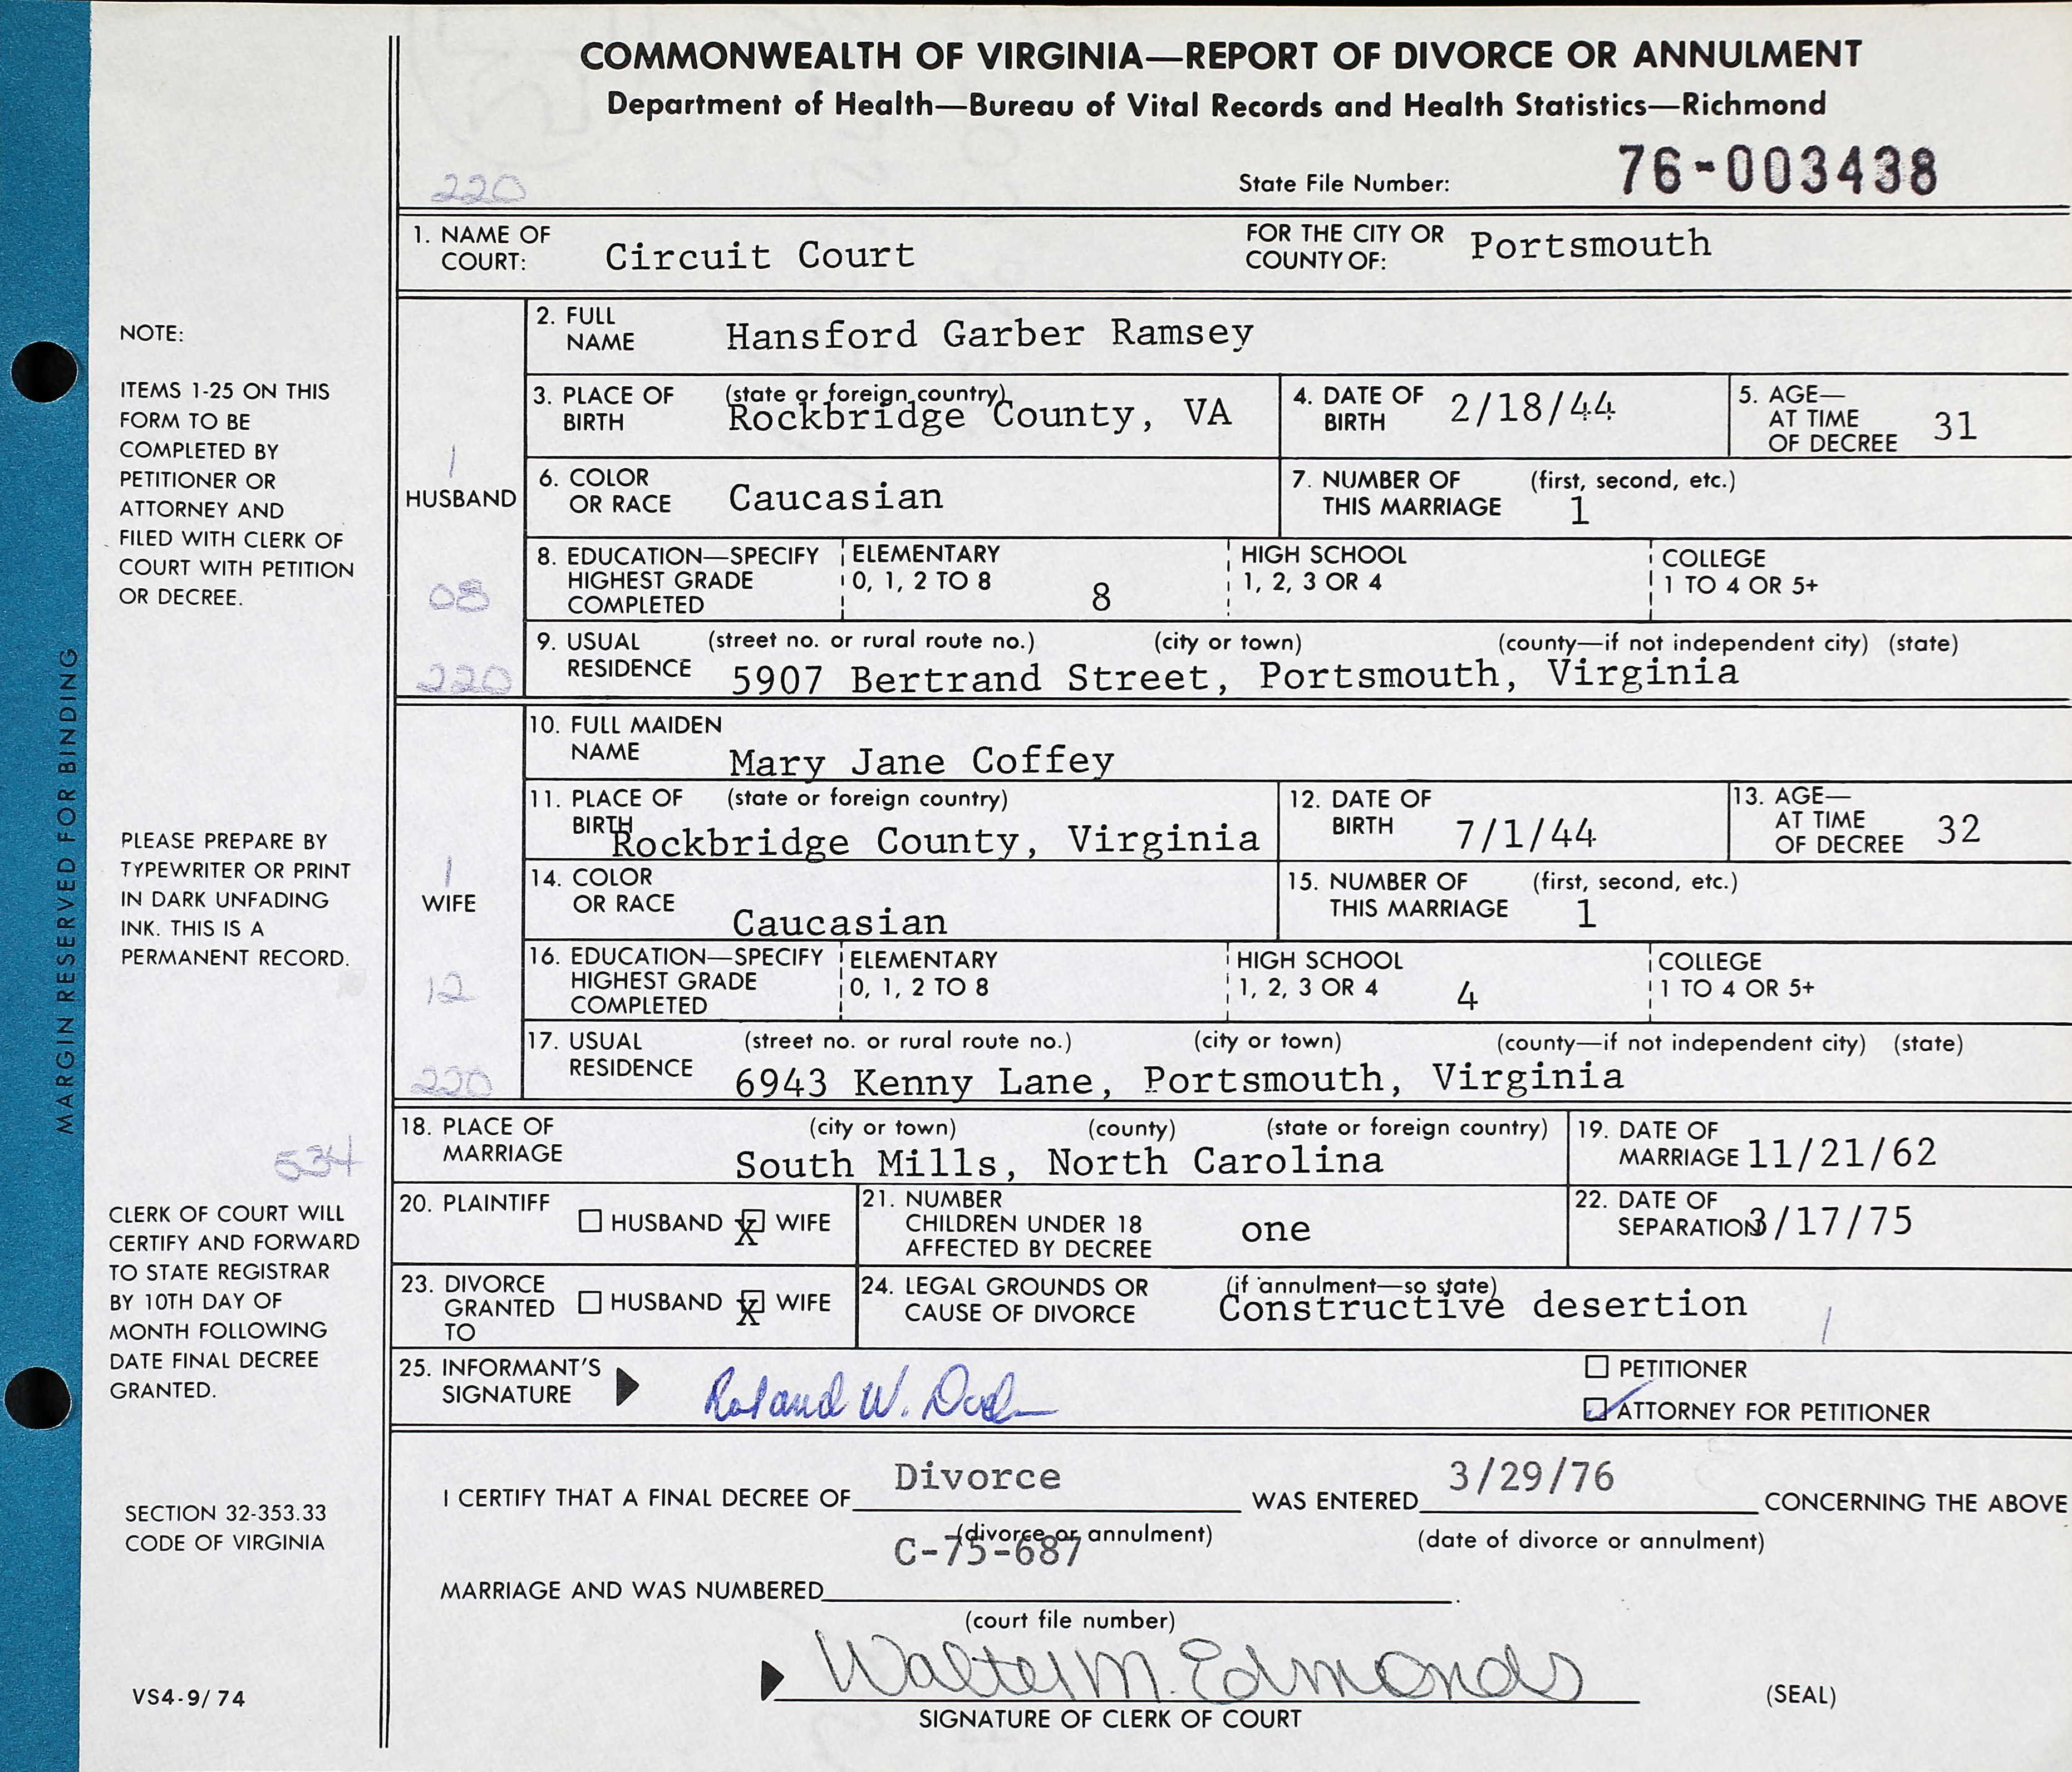 COMMONWEALTH OF VIRGINIA—REPORT OF DIVORCE OR ANNULMENT
Department of Health—Bureau of Vital Records and Health Statistics—Richmond
220
State File Number: 76-003438
1. NAME OF COURT: Circuit Court FOR THE CITY OR COUNTY OF: Portsmouth
NOTE:
ITEMS 1-25 ON THIS
FORM TO BE
COMPLETED BY
PETITIONER OR
ATTORNEY AND
FILED WITH CLERK OF
COURT WITH PETITION
OR DECREE.
PLEASE PREPARE BY
TYPEWRITER OR PRINT
IN DARK UNFADING
INK. THIS IS A
PERMANENT RECORD.
534
CLERK OF COURT WILL
CERTIFY AND FORWARD
TO STATE REGISTRAR
BY 10TH DAY OF
MONTH FOLLOWING
DATE FINAL DECREE
GRANTED.
SECTION 32-353.33
CODE OF VIRGINIA
VS4-9/74
MARGIN RESERVED FOR BINDING
1
HUSBAND
08
220
2. FULL NAME Hansford Garber Ramsey
3. PLACE OF BIRTH (state or foreign country) Rockbridge County, VA
4. DATE OF BIRTH 2/18/44
5. AGE—AT TIME OF DECREE 31
6. COLOR OR RACE Caucasian
7. NUMBER OF THIS MARRIAGE (first, second, etc.) 1
8. EDUCATION—SPECIFY HIGHEST GRADE COMPLETED ELEMENTARY 0, 1, 2 TO 8 8 HIGH SCHOOL 1, 2, 3 OR 4 COLLEGE 1 TO 4 OR 5+
9. USUAL RESIDENCE (street no. or rural route no.) (city or town) (county—if not independent city) (state)
5907 Bertrand Street, Portsmouth, Virginia
1
WIFE
12
220
10. FULL MAIDEN NAME Mary Jane Coffey
11. PLACE OF BIRTH (state or foreign country) Rockbridge County, Virginia
12. DATE OF BIRTH 7/1/44
13. AGE—AT TIME OF DECREE 32
14. COLOR OR RACE Caucasian
15. NUMBER OF THIS MARRIAGE (first, second, etc.) 1
16. EDUCATION—SPECIFY HIGHEST GRADE COMPLETED ELEMENTARY 0, 1, 2 TO 8 HIGH SCHOOL 1, 2, 3 OR 4 4 COLLEGE 1 TO 4 OR 5+
17. USUAL RESIDENCE (street no. or rural route no.) (city or town) (county—if not independent city) (state)
6943 Kenny Lane, Portsmouth, Virginia
18. PLACE OF MARRIAGE (city or town) (county) (state or foreign country) South Mills, North Carolina
19. DATE OF MARRIAGE 11/21/62
20. PLAINTIFF HUSBAND X WIFE
21. NUMBER CHILDREN UNDER 18 AFFECTED BY DECREE one
22. DATE OF SEPARATION 3/17/75
23. DIVORCE GRANTED TO HUSBAND X WIFE
24. LEGAL GROUNDS OR CAUSE OF DIVORCE (if annulment—so state) Constructive desertion 1
25. INFORMANT'S SIGNATURE Roland W.
PETITIONER
ATTORNEY FOR PETITIONER
I CERTIFY THAT A FINAL DECREE OF Divorce WAS ENTERED 3/29/76 CONCERNING THE ABOVE
(divorce or annulment) (date of divorce or annulment)
C-75-687
MARRIAGE AND WAS NUMBERED .
(court file number)
Walter M. Edmonds
SIGNATURE OF CLERK OF COURT
(SEAL)